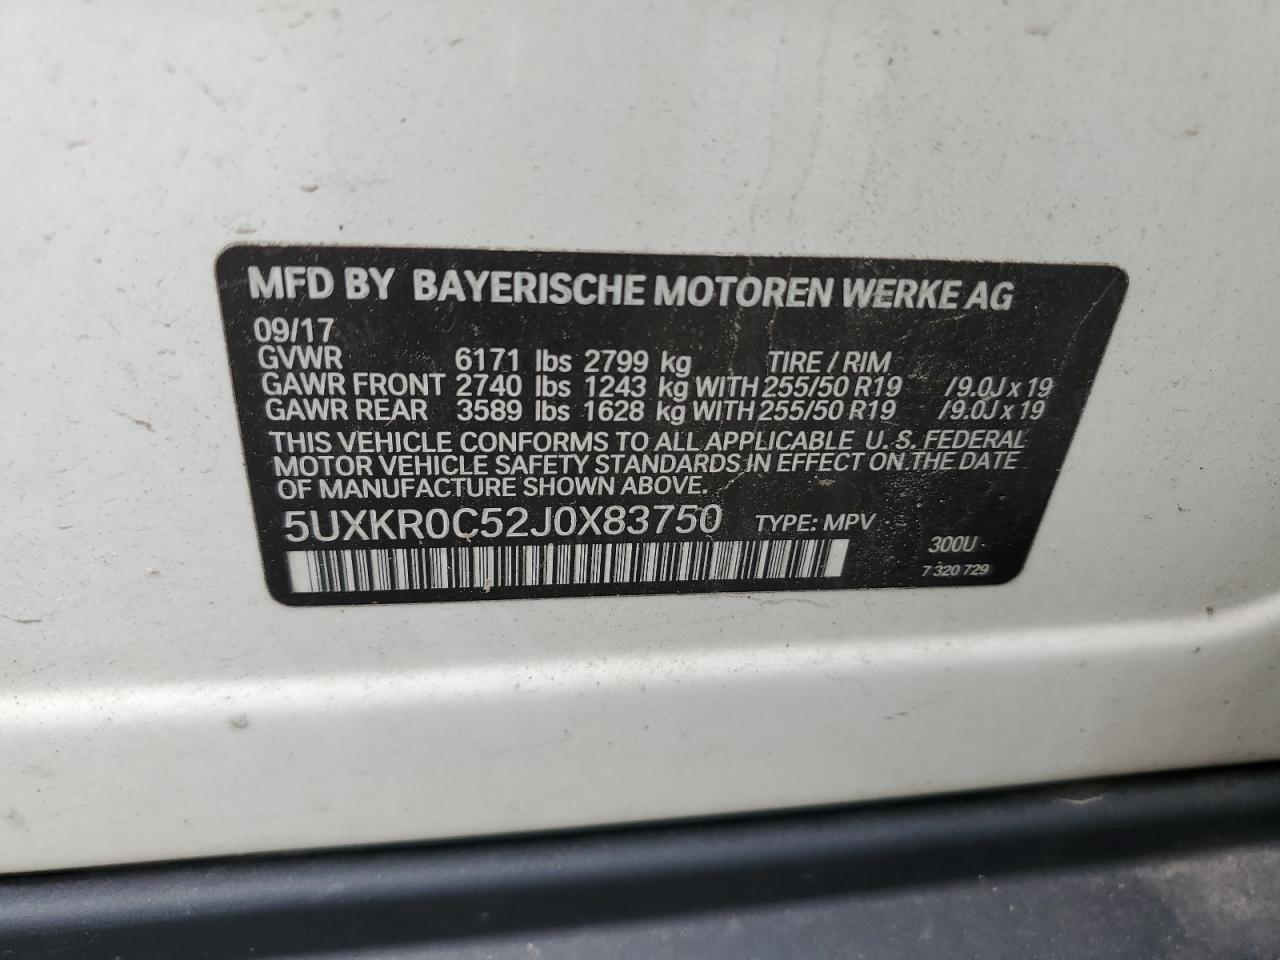 MFD BY BAYERISCHE MOTOREN WERKE AG
09/17
GVWR 6171 lbs 2799 kg TIRE / RIM
GAWR FRONT 2740 lbs 1243 kg WITH 255/50 R19 /9.0J x 19
GAWR REAR 3589 lbs 1628 kg WITH 255/50 R19 /9.0J x 19
THIS VEHICLE CONFORMS TO ALL APPLICABLE U. S. FEDERAL
MOTOR VEHICLE SAFETY STANDARDS IN EFFECT ON THE DATE
OF MANUFACTURE SHOWN ABOVE.
5UXKR0C52J0X83750 TYPE: MPV
300U
7 320 729